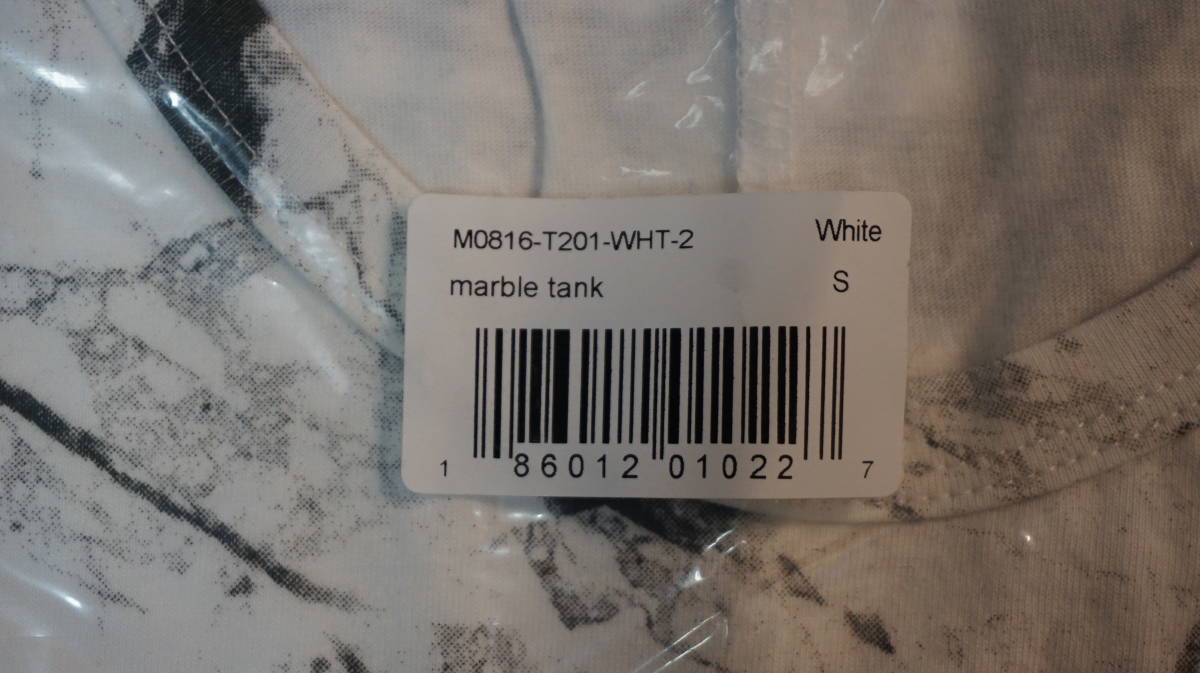 M0816-T201-WHT-2 White
marble tank S
1 86012 01022 7